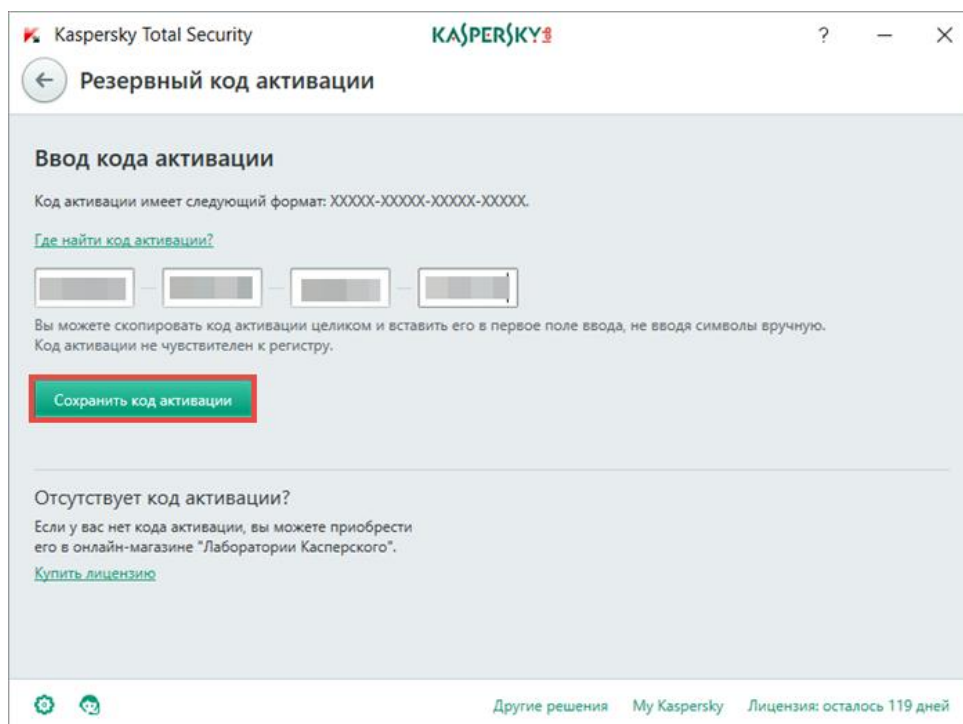 Kaspersky Total Security
KASPERSKY
?
Резервный код активации
Ввод кода активации
Код активации имеет следующий формат: XXXXX-XXXXX-XXXXX-XXXXX.
Где найти код активации?
Вы можете скопировать код активации целиком и вставить его в первое поле ввода, не вводя символы вручную.
Код активации не чувствителен к регистру.
Сохранить код активации
Отсутствует код активации?
Если у вас нет кода активации, вы можете приобрести
его в онлайн-магазине "Лаборатории Касперского".
Купить лицензию
Другие решения My Kaspersky Лицензия: осталось 119 дней